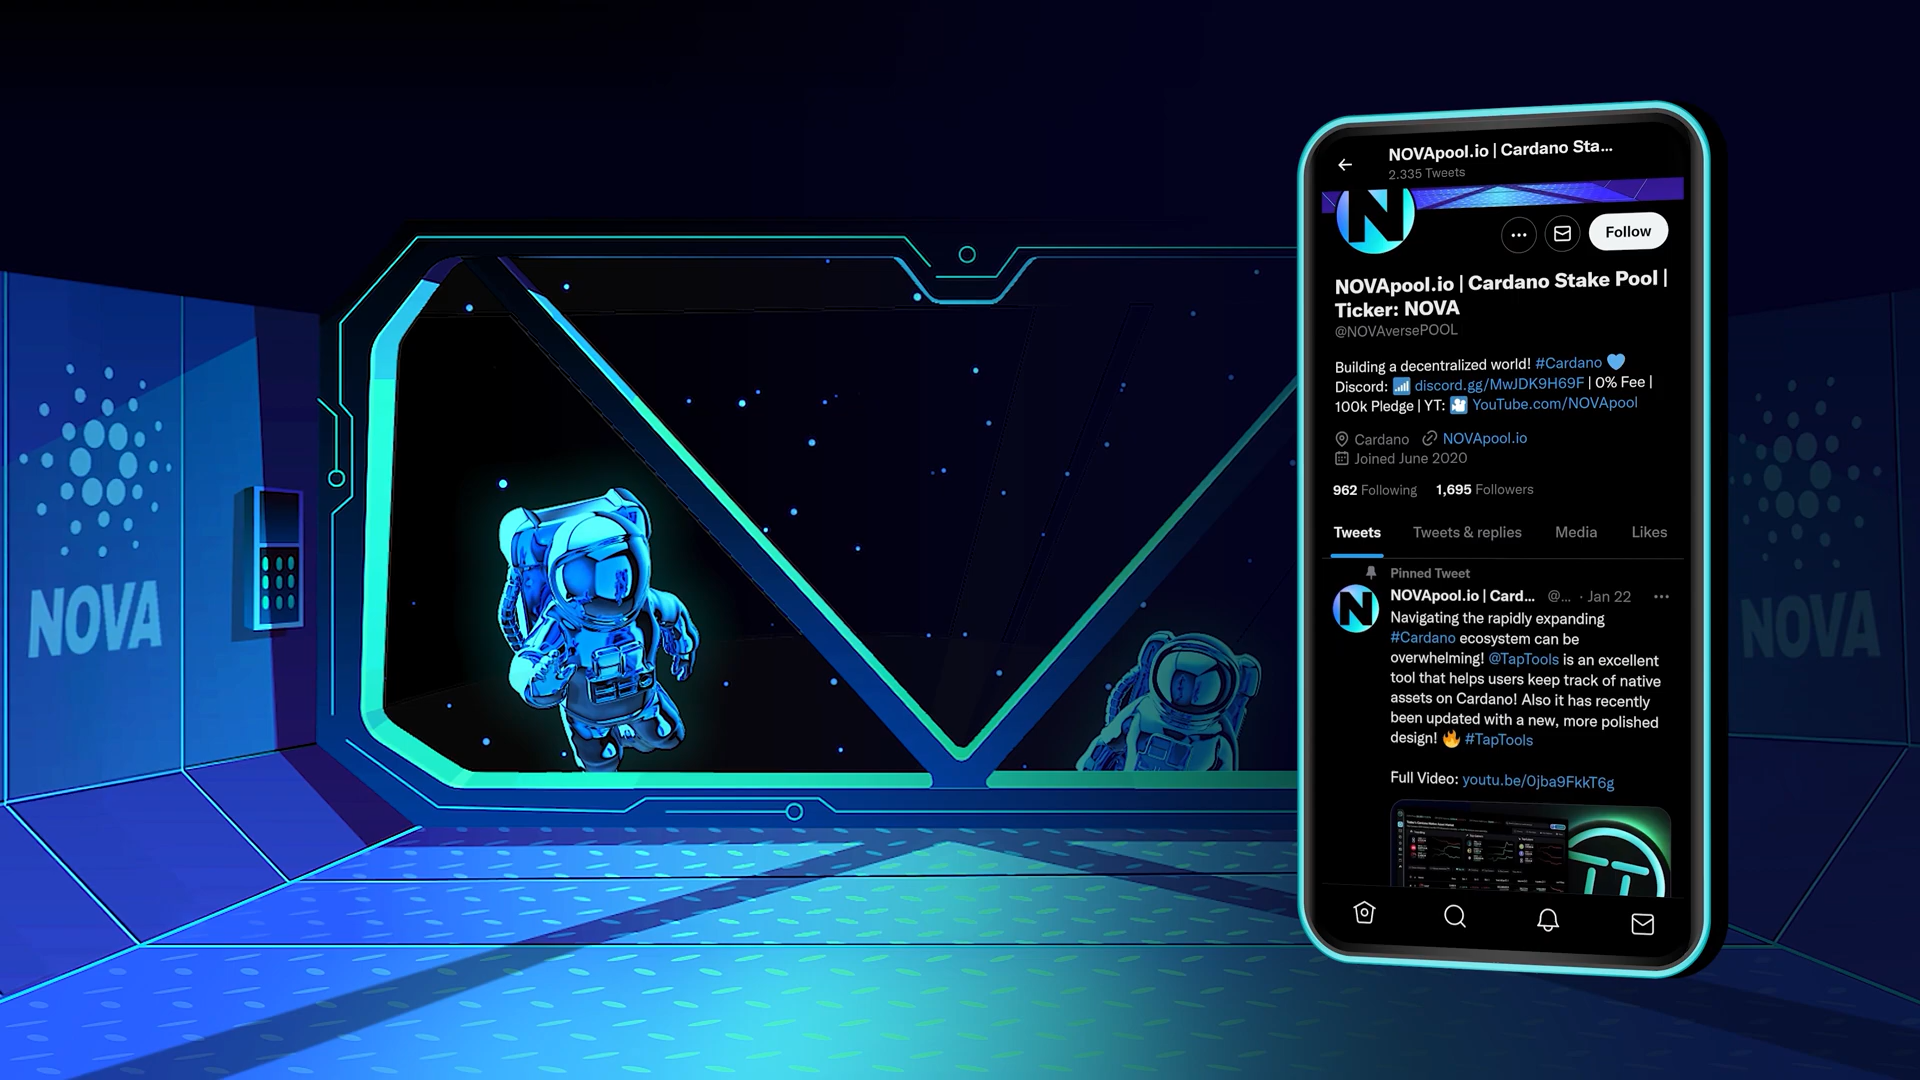 NOVA
NOVA
NOVApool.io | Cardano Sta...
2.335 Tweets
N
Follow
NOVApool.io | Cardano Stake Pool |
Ticker: NOVA
@NOVAversePOOL
Building a decentralized world! #Cardano 💙
Discord: 📶 discord.gg/MwJDK9H69F | 0% Fee |
100k Pledge | YT: 🎦 YouTube.com/NOVApool
Cardano NOVApool.io
Joined June 2020
962 Following 1,695 Followers
Tweets Tweets & replies Media Likes
Pinned Tweet
N
NOVApool.io | Card... @... · Jan 22
Navigating the rapidly expanding
#Cardano ecosystem can be
overwhelming! @TapTools is an excellent
tool that helps users keep track of native
assets on Cardano! Also it has recently
been updated with a new, more polished
design! 🔥 #TapTools
Full Video: youtu.be/0jba9FkkT6g